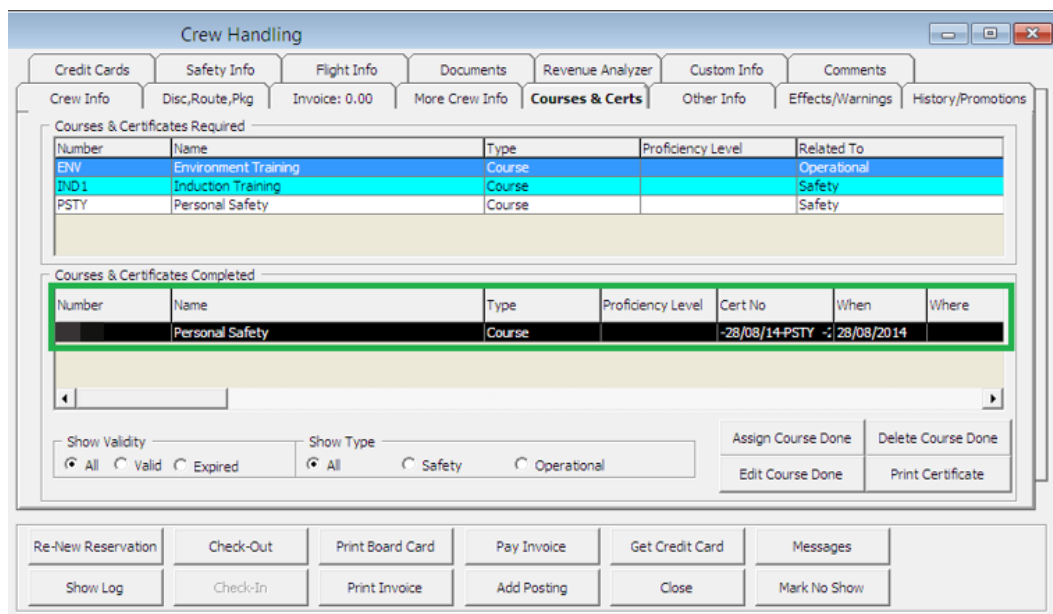 Crew Handling
Credit Cards Safety Info Flight Info Documents Revenue Analyzer Custom Info Comments
Crew Info Disc,Route,Pkg Invoice: 0.00 More Crew Info Courses & Certs Other Info Effects/Warnings History/Promotions
Courses & Certificates Required
Number Name Type Proficiency Level Related To
ENV Environment Training Course Operational
IND1 Induction Training Course Safety
PSTY Personal Safety Course Safety
Courses & Certificates Completed
Number Name Type Proficiency Level Cert No When Where
Personal Safety Course -28/08/14-PSTY 28/08/2014
Show Validity Show Type Assign Course Done Delete Course Done
All Valid Expired All Safety Operational
Edit Course Done Print Certificate
Re-New Reservation Check-Out Print Board Card Pay Invoice Get Credit Card Messages
Show Log Check-In Print Invoice Add Posting Close Mark No Show